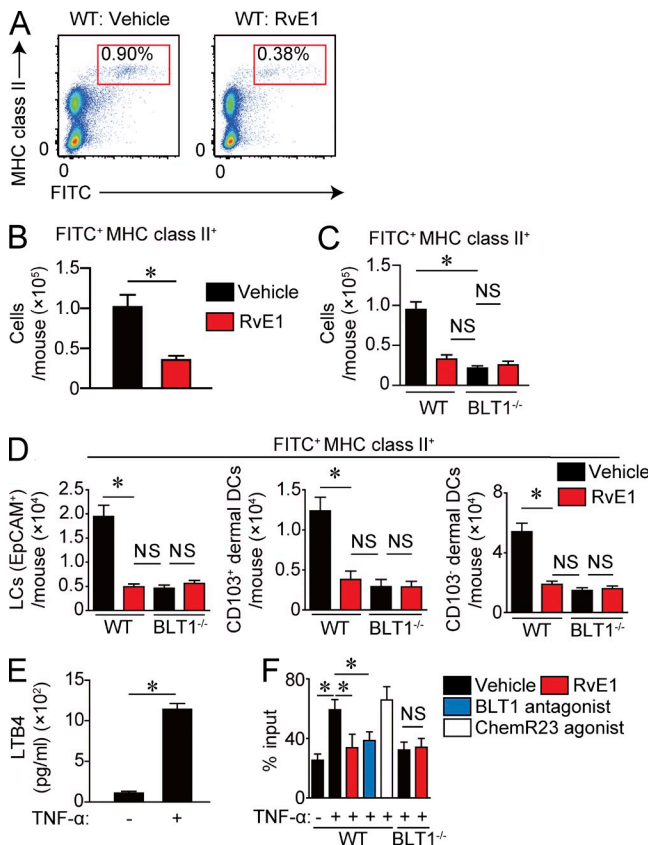 A
WT: Vehicle
WT: RvE1
0.90%
0.38%
MHC class II
0
0
0
0
FITC
B
FITC⁺ MHC class II⁺
Cells
/mouse (×10⁵)
1.5
1.0
0.5
0
*
Vehicle
RvE1
C
FITC⁺ MHC class II⁺
Cells
/mouse (×10⁵)
1.5
1.0
0.5
0
*
NS
NS
WT
BLT1⁻/⁻
D
FITC⁺ MHC class II⁺
Vehicle
RvE1
LCs (EpCAM⁺)
/mouse (×10⁴)
2.5
2.0
1.5
1.0
0.5
0
*
NS
NS
WT
BLT1⁻/⁻
CD103⁺ dermal DCs
/mouse (×10⁴)
1.5
1.0
0.5
0
*
NS
NS
WT
BLT1⁻/⁻
CD103⁻ dermal DCs
/mouse (×10⁴)
8
4
2
0
*
NS
NS
WT
BLT1⁻/⁻
E
LTB4
(pg/ml) (×10²)
15
10
5
0
*
TNF-α: - +
F
% input
80
40
0
* *
*
NS
TNF-α: - + + + + + +
WT
BLT1⁻/⁻
Vehicle
RvE1
BLT1 antagonist
ChemR23 agonist